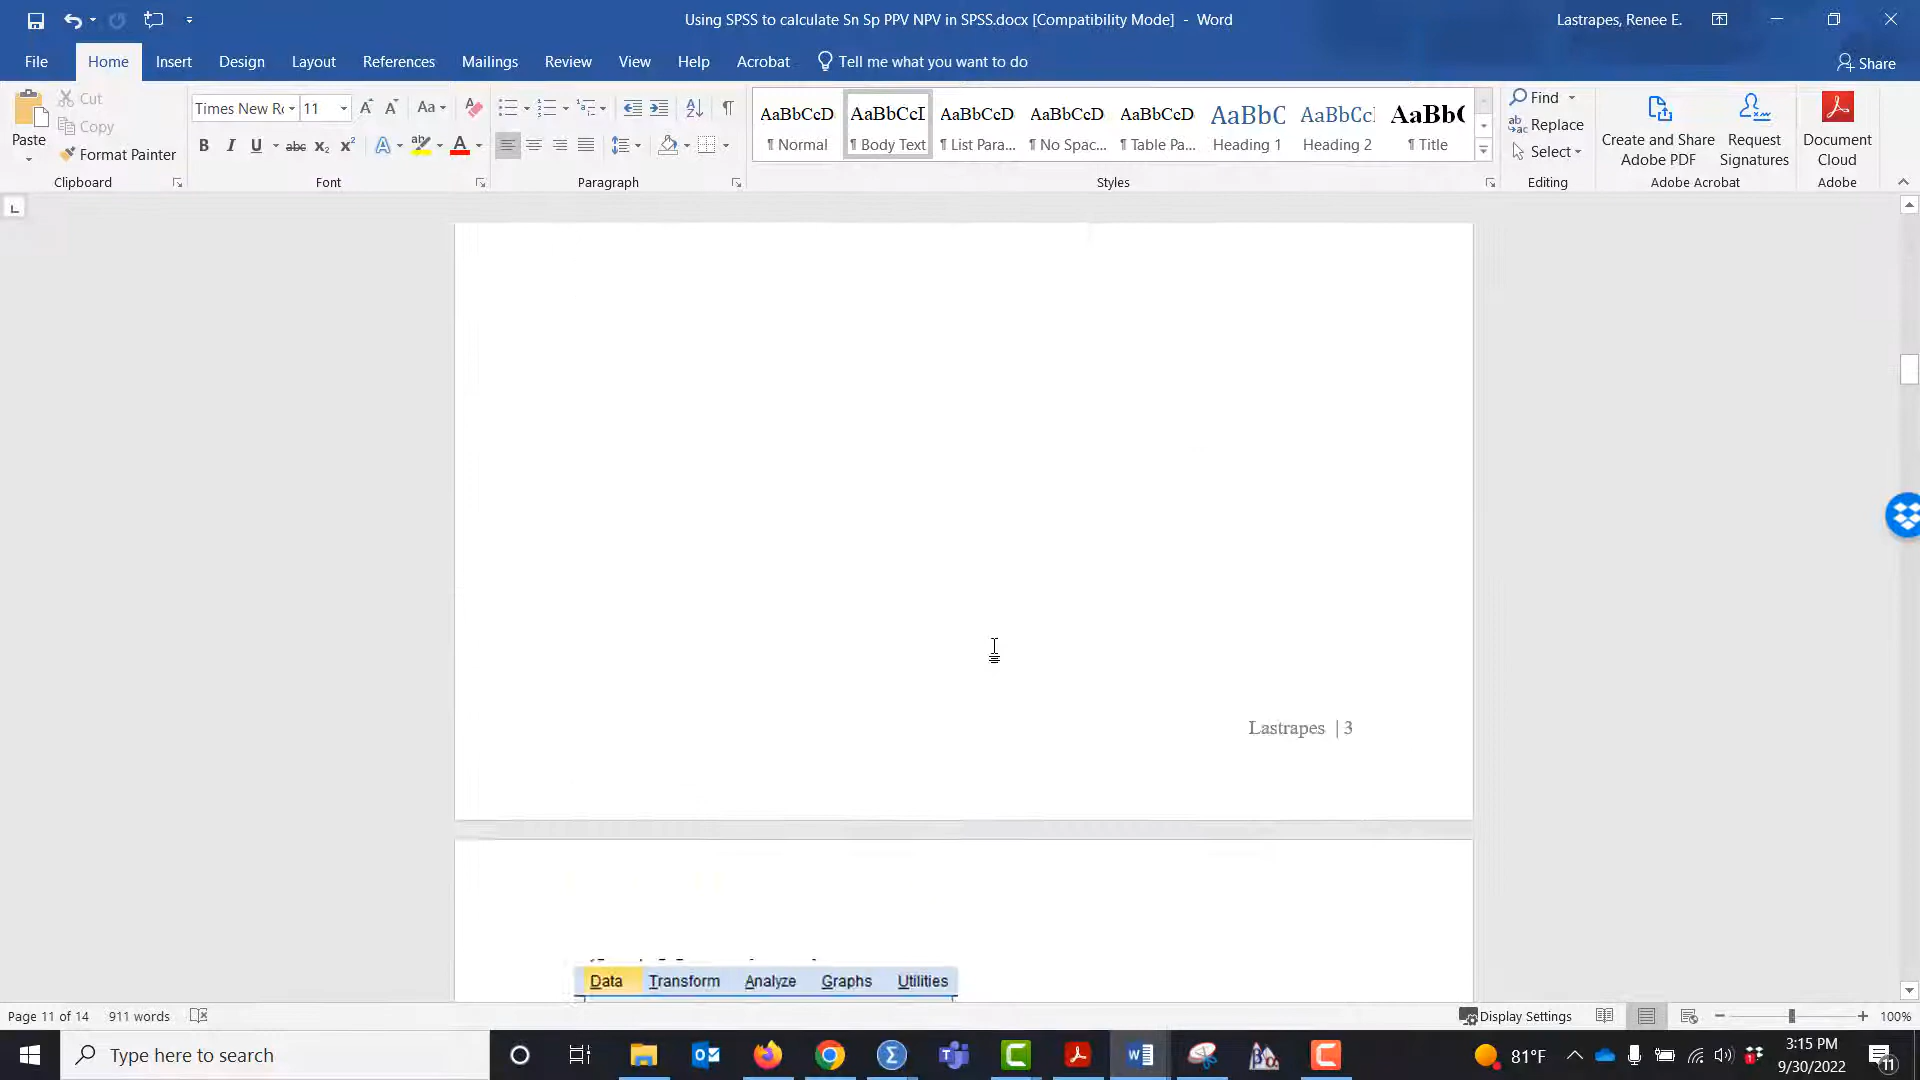 Using SPSS to calculate Sn Sp PPV NPV in SPSS.docx [Compatibility Mode] - Word
Lastrapes, Renee E.
File Home Insert Design Layout References Mailings Review View Help Acrobat Tell me what you want to do
Share
Paste
Cut
Copy
Format Painter
Clipboard
Times New Ro 11
Font
Paragraph
AaBbCcD AaBbCcI AaBbCcD AaBbCcD AaBbCcD AaBbC AaBbCcI AaBb(
¶ Normal ¶ Body Text ¶ List Para... ¶ No Spac... ¶ Table Pa... Heading 1 Heading 2 ¶ Title
Styles
Find
Replace
Select
Editing
Create and Share Adobe PDF
Request Signatures
Adobe Acrobat
Document Cloud
Adobe
Lastrapes | 3
Data Transform Analyze Graphs Utilities
Page 11 of 14 911 words
Display Settings
100%
Type here to search
81°F
3:15 PM
9/30/2022
11